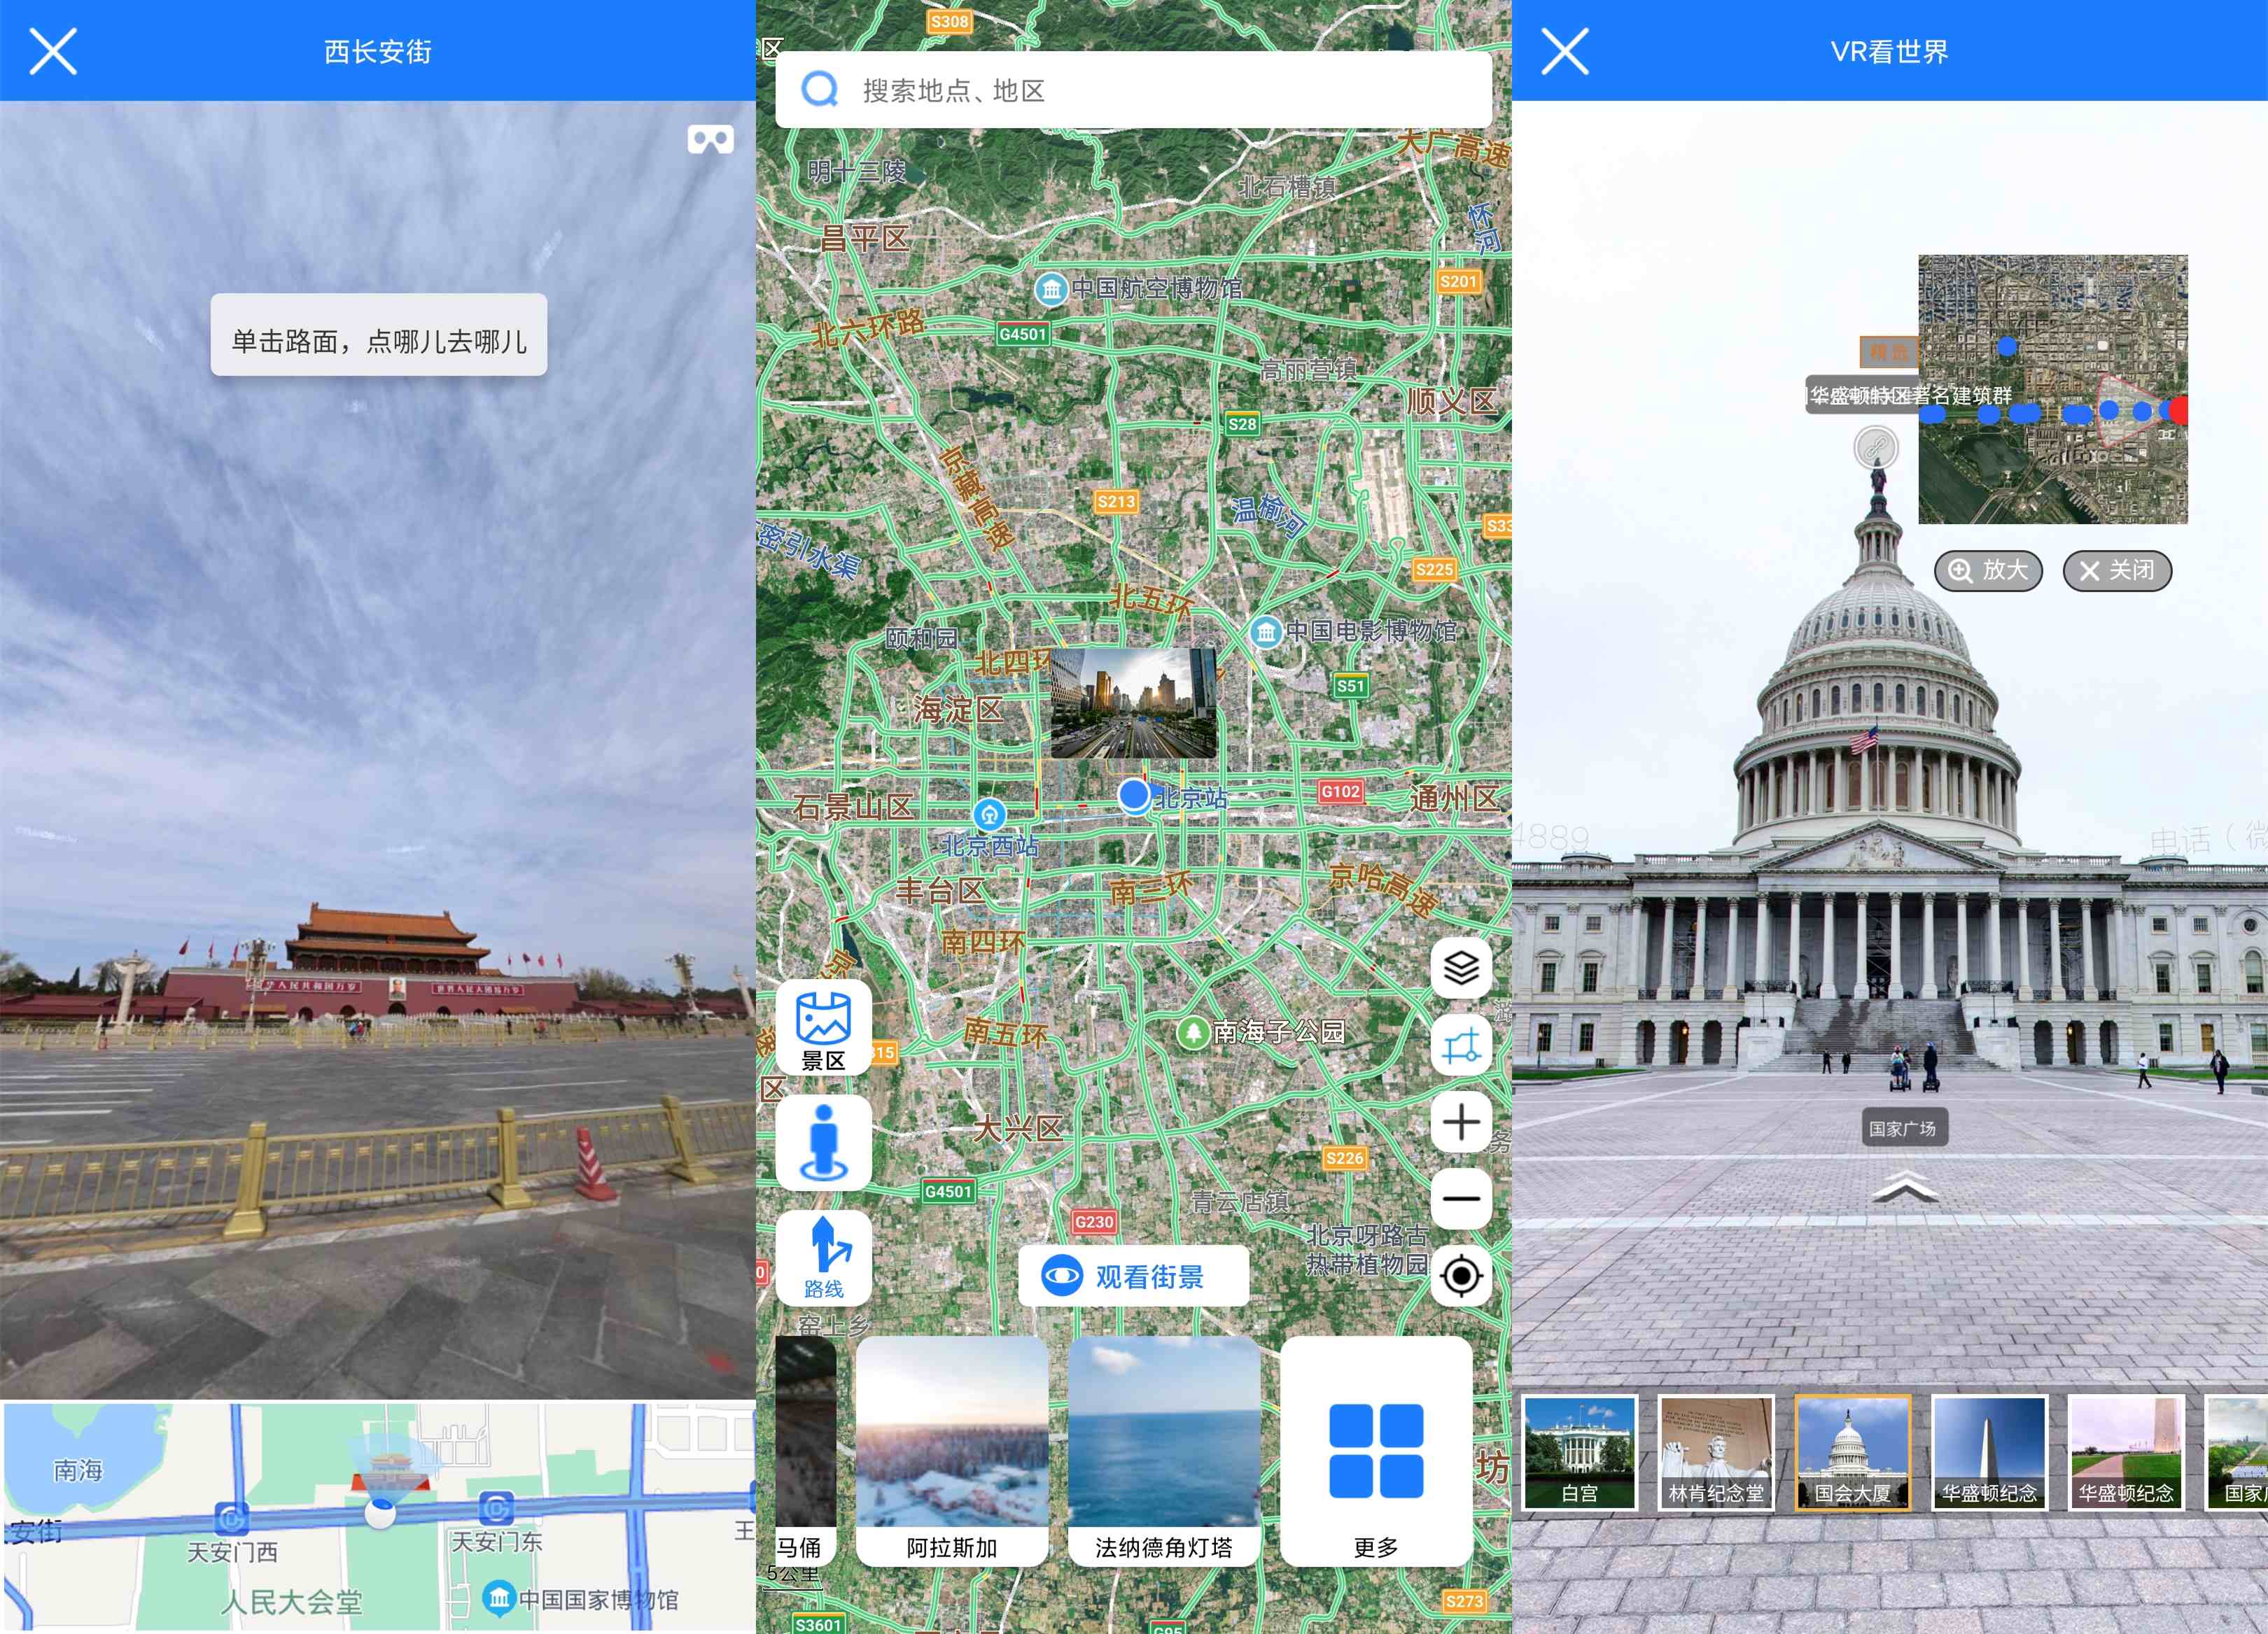 西长安街
单击路面，点哪儿去哪儿
华人民共和国万岁
世界人民大团结万岁
南海
安街
天安门西
天安门东
王
人民大会堂
中国国家博物馆
S308
区
搜索地点、地区
大广高速
明十三陵
北石槽镇
怀河
昌平区
中国航空博物馆
S201
北六环路
G4501
高丽营镇
顺义区
S28
京藏高速
S213
温榆河
S33
密引水渠
S225
北五环
颐和园
中国电影博物馆
北四环
S51
海淀区
石景山区
北京站
G102
通州区
北京西站
丰台区
南三环
京哈高速
南四环
京
景区
南五环
南海子公园
15
区
大兴区
务
S226
G4501
青云店镇
G230
北京呀路古
热带植物园
路线
观看街景
窑上乡
坊
马俑
阿拉斯加
法纳德角灯塔
更多
5公里
S3601
G95
S273
VR看世界
精选
华盛顿特区著名建筑群
放大
关闭
4889
电话（微
国家广场
白宫
林肯纪念堂
国会大厦
华盛顿纪念
华盛顿纪念
国家